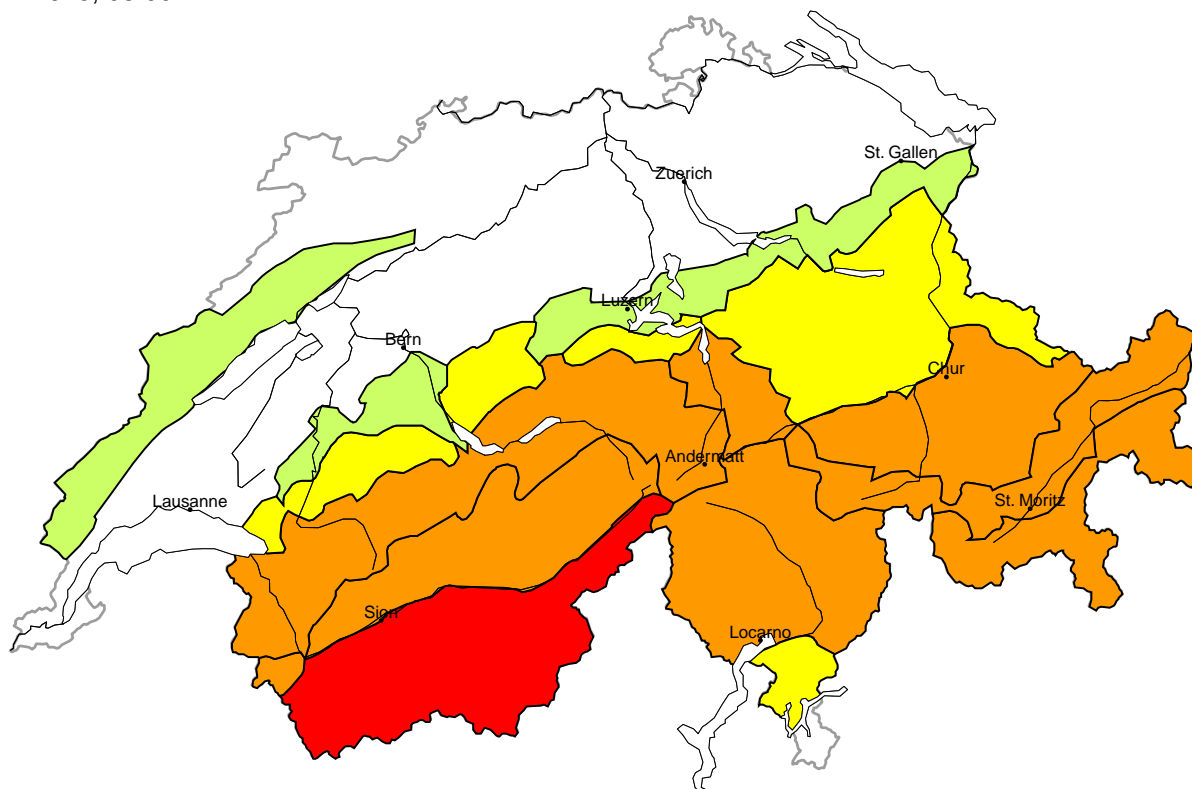 St. Gallen
Zuerich
Luzern
Bern
Chur
Andermatt
Lausanne
St. Moritz
Sion
Locarno